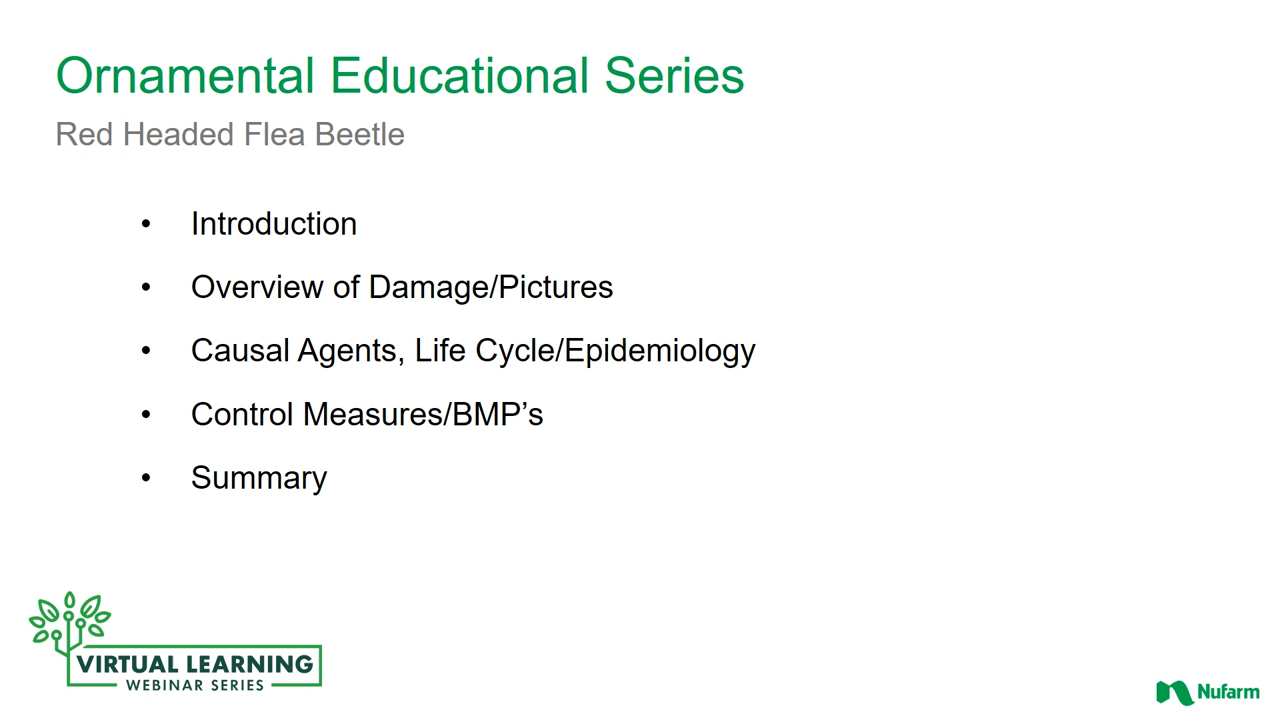 Ornamental Educational Series
Red Headed Flea Beetle
• Introduction
• Overview of Damage/Pictures
• Causal Agents, Life Cycle/Epidemiology
• Control Measures/BMP’s
• Summary
VIRTUAL LEARNING
WEBINAR SERIES
Nufarm